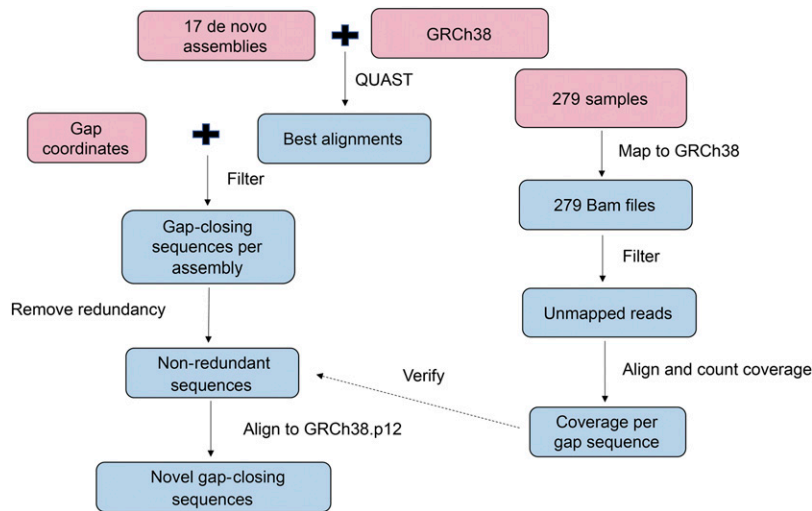 17 de novo
assemblies
GRCh38
QUAST
279 samples
Gap
coordinates
Best alignments
Map to GRCh38
Filter
279 Bam files
Gap-closing
sequences per
assembly
Filter
Remove redundancy
Unmapped reads
Non-redundant
sequences
Verify
Align and count coverage
Align to GRCh38.p12
Coverage per
gap sequence
Novel gap-closing
sequences